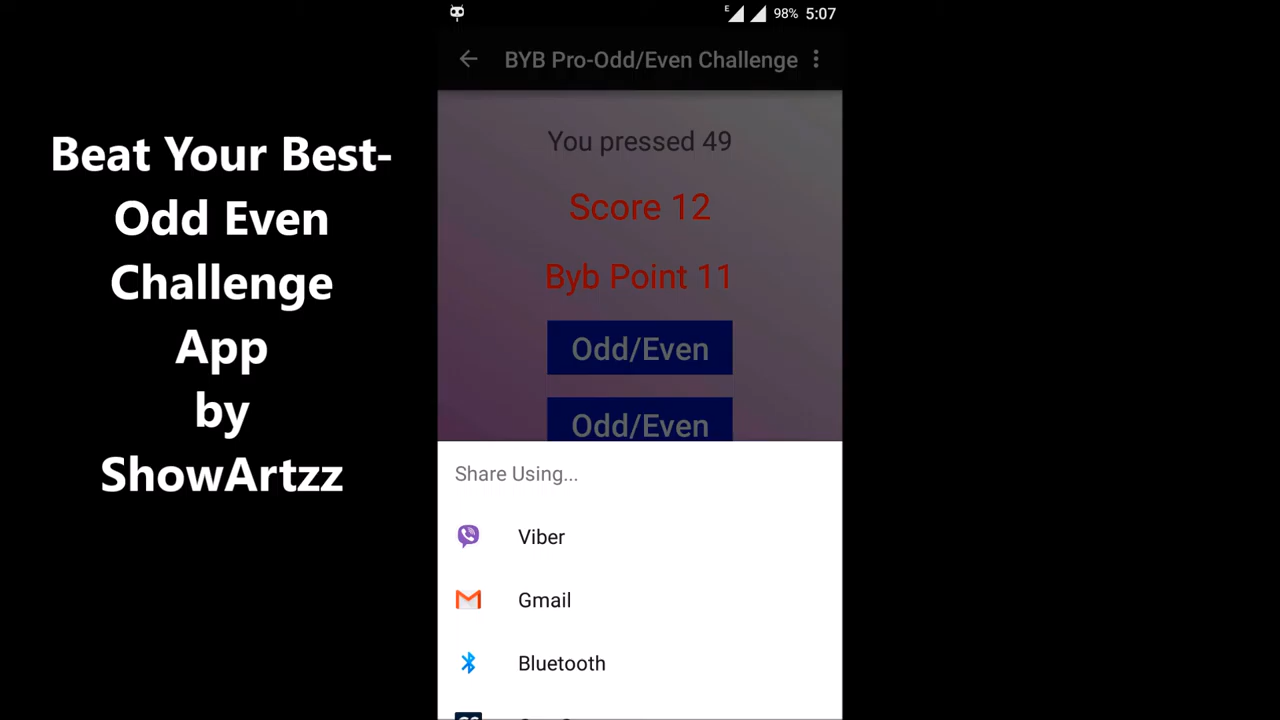 E 98% 5:07
BYB Pro-Odd/Even Challenge
Beat Your Best-
Odd Even
Challenge
App
by
ShowArtzz
You pressed 49
Score 12
Byb Point 11
Odd/Even
Odd/Even
Share Using...
Viber
Gmail
Bluetooth